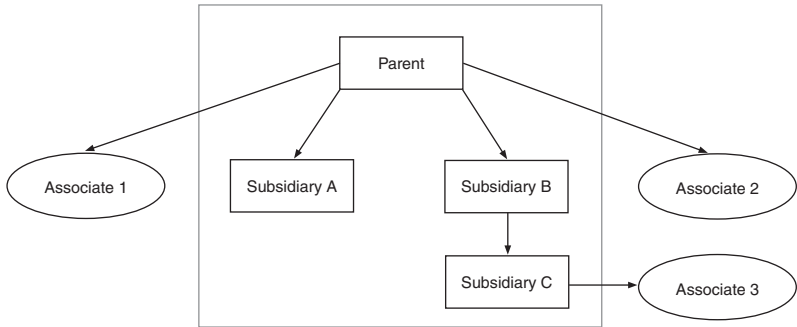 Parent
Associate 1
Subsidiary A
Subsidiary B
Associate 2
Subsidiary C
Associate 3